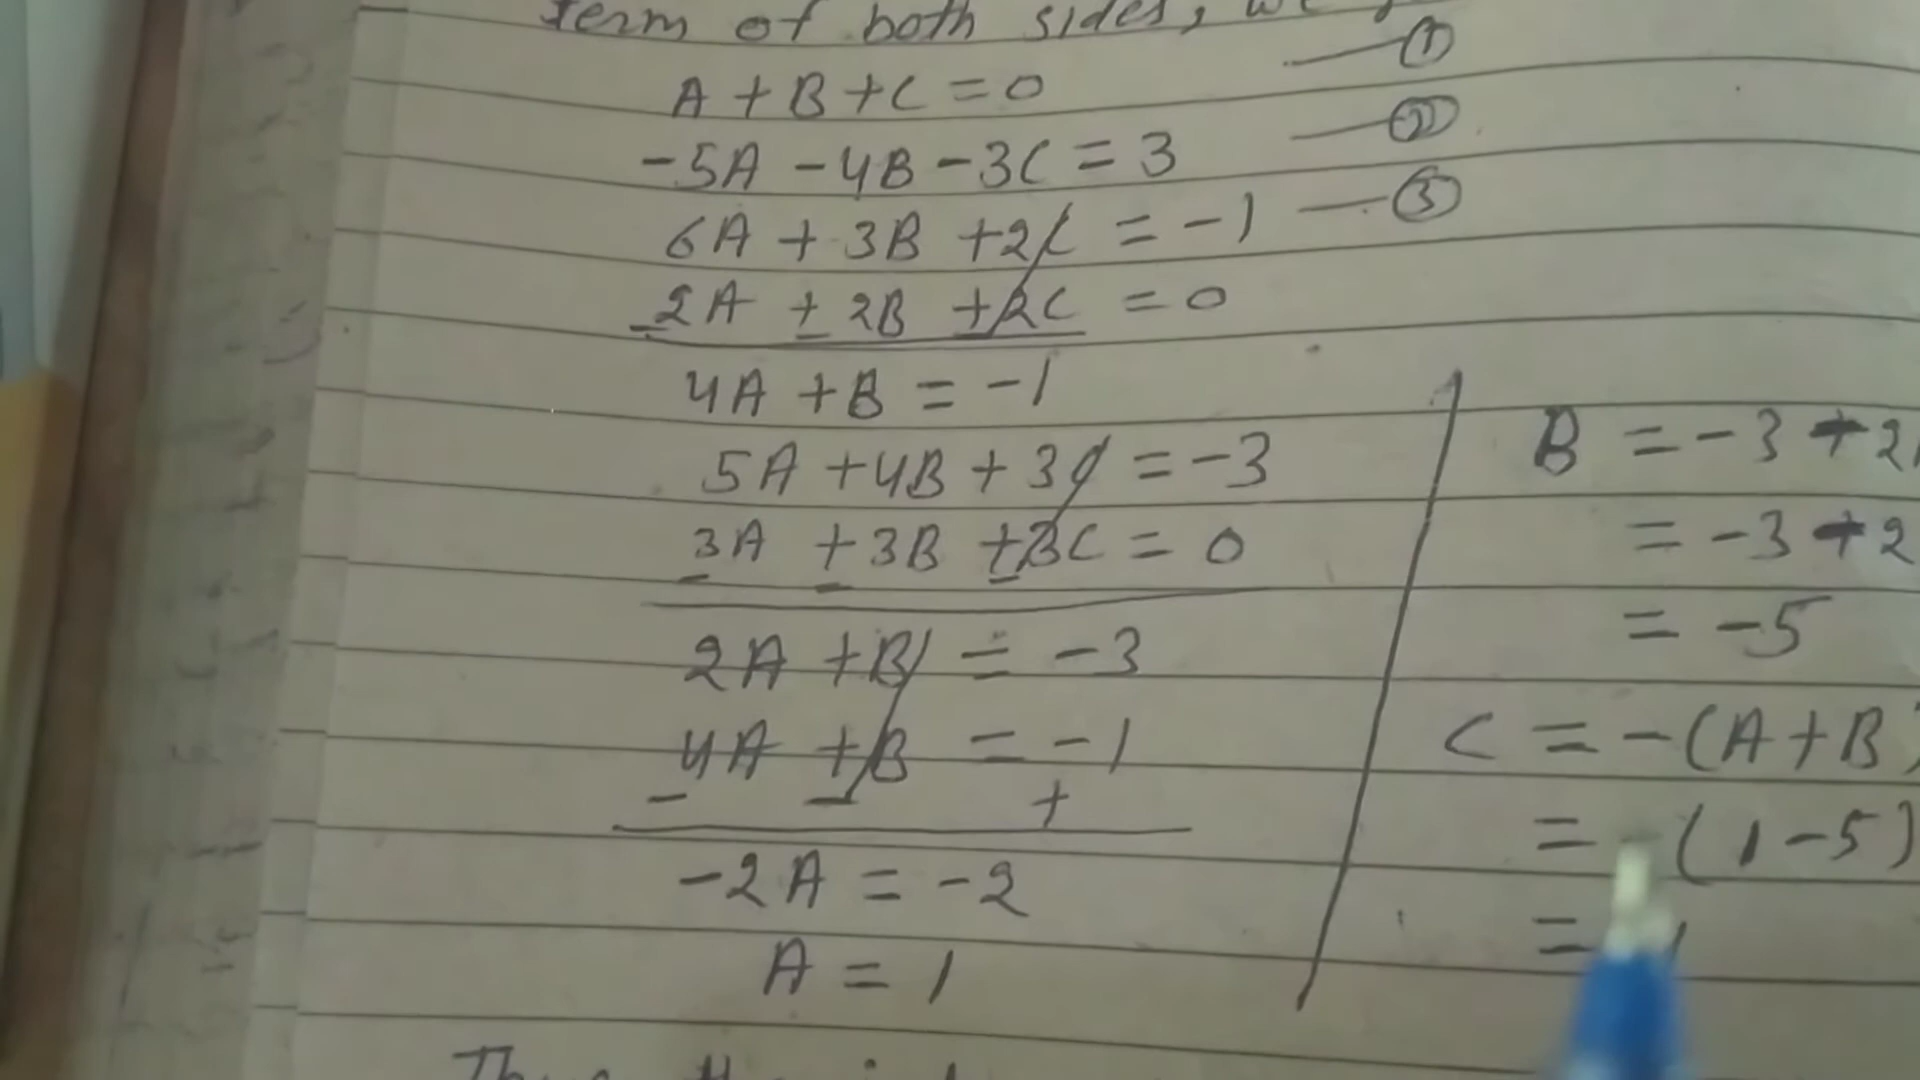 term of both sides, we
A + B + C = 0 — ①
-5A - 4B - 3C = 3 — ②
6A + 3B + 2C = -1 — ③
2A + 2B + 2C = 0
4A + B = -1
5A + 4B + 3C = -3
3A + 3B + 3C = 0
2A + B = -3
4A + B = -1
- - +
-2A = -2
A = 1
B = -3 + 2
= -3 + 2
= -5
C = -(A + B)
= -(1 - 5)
=